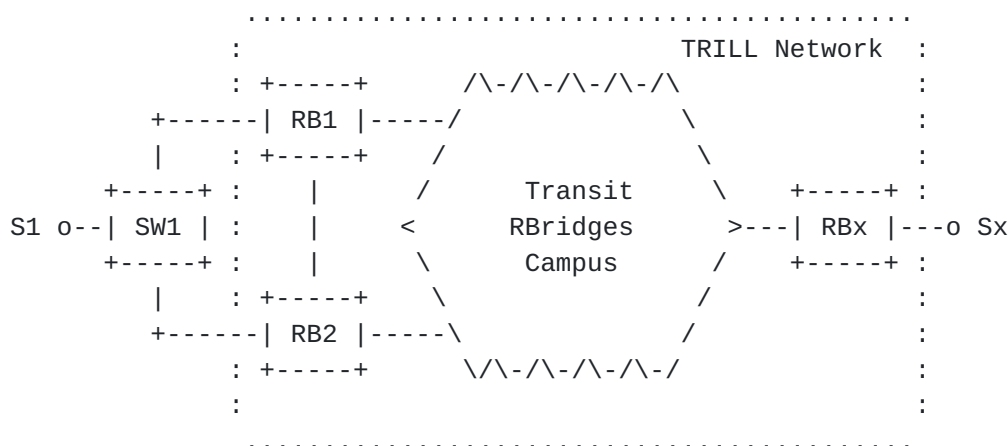 TRILL Network
RB1
Transit
S1 SW1 RBridges RBx Sx
Campus
RB2